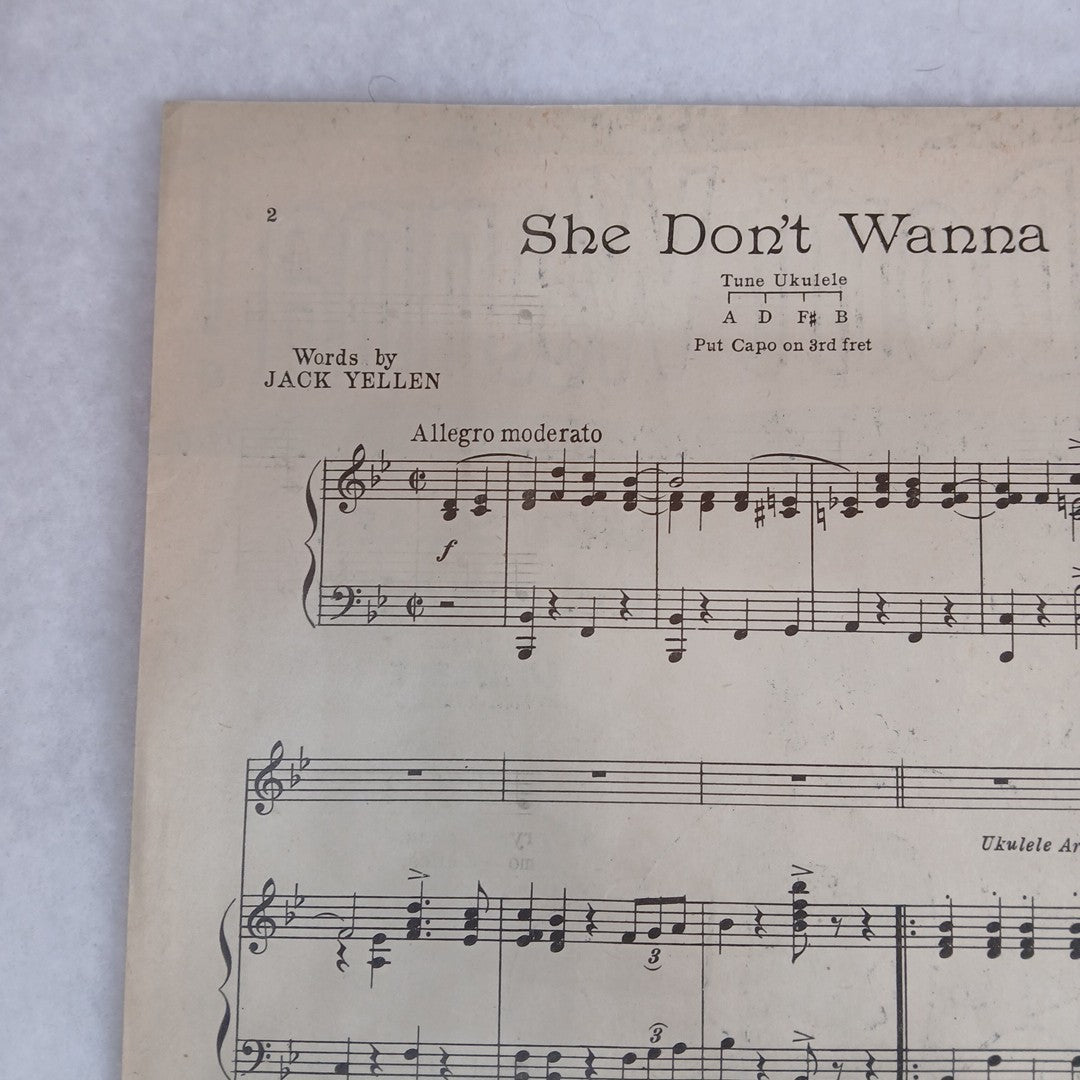 2
She Don't Wanna
Tune Ukulele
A D F♯ B
Put Capo on 3rd fret
Words by
JACK YELLEN
Allegro moderato
f
Ukulele Ar
3
3